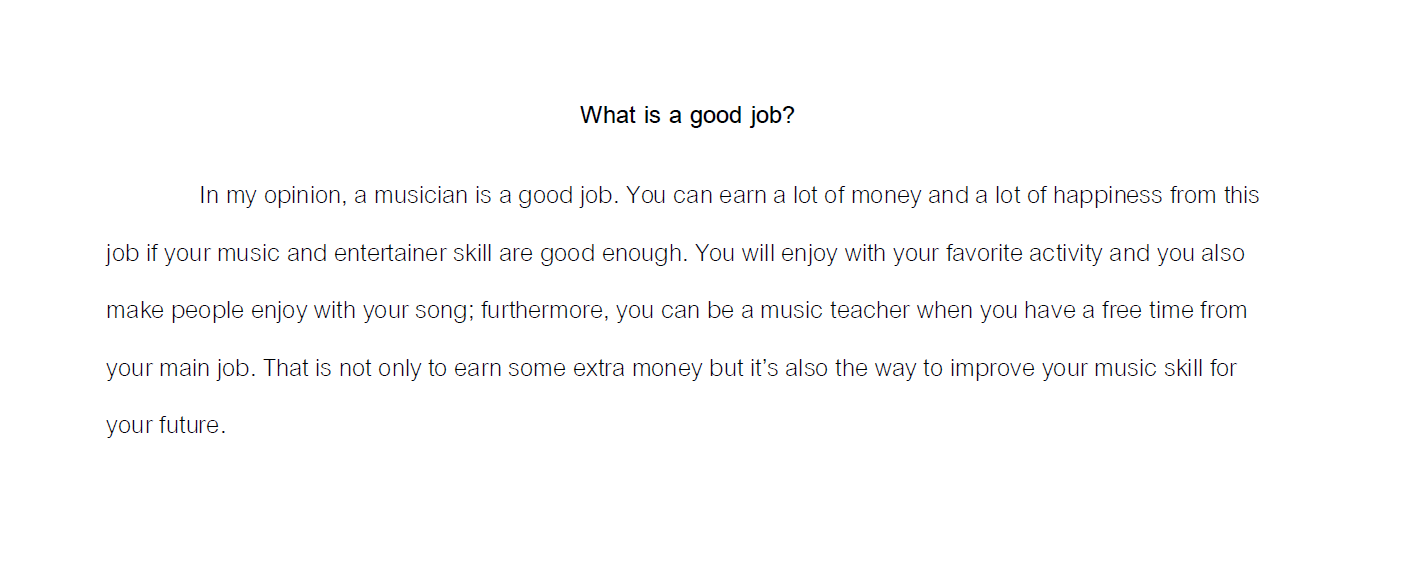 What is a good job?
In my opinion, a musician is a good job. You can earn a lot of money and a lot of happiness from this
job if your music and entertainer skill are good enough. You will enjoy with your favorite activity and you also
make people enjoy with your song; furthermore, you can be a music teacher when you have a free time from
your main job. That is not only to earn some extra money but it’s also the way to improve your music skill for
your future.